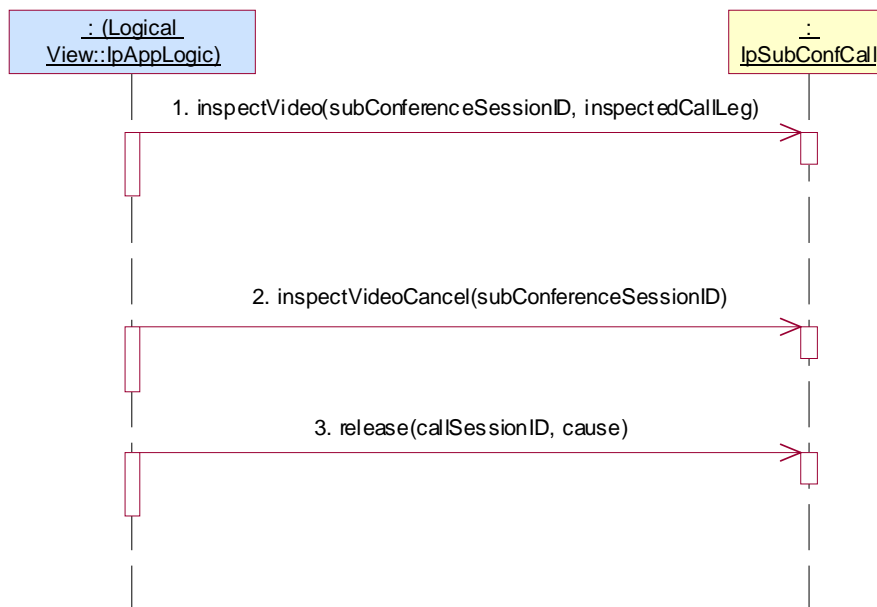 : (Logical
View::IpAppLogic)
:
IpSubConfCall
1. inspectVideo(subConferenceSessionID, inspectedCallLeg)
2. inspectVideoCancel(subConferenceSessionID)
3. release(callSessionID, cause)